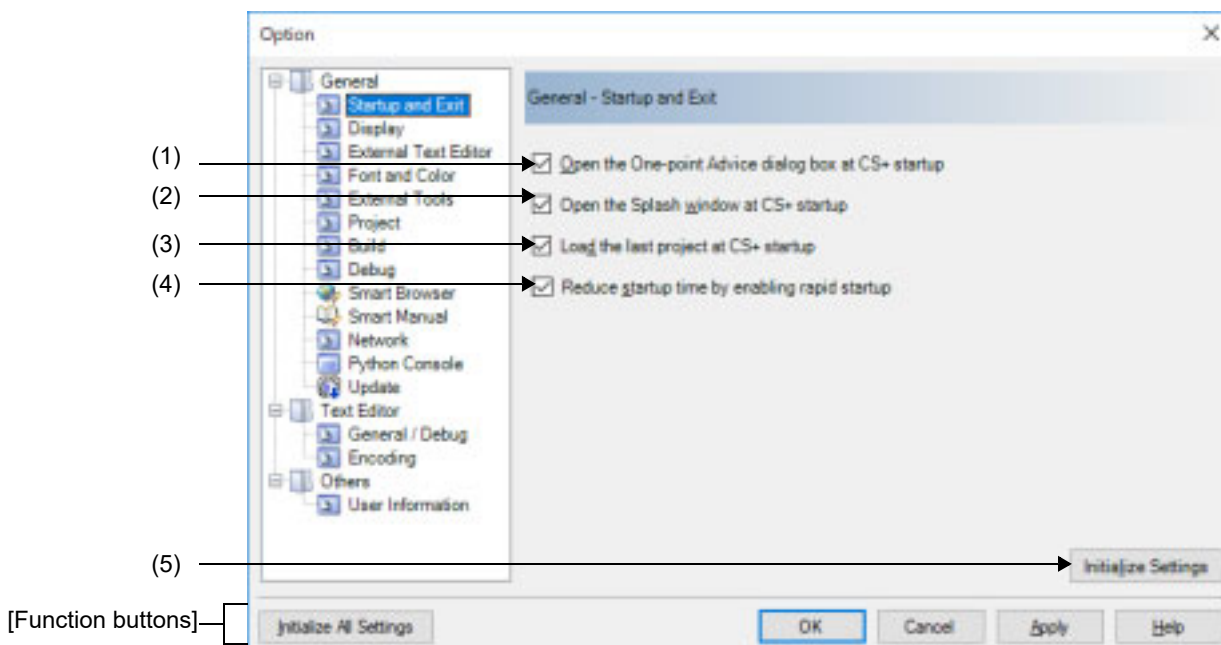 Option
General
Startup and Exit
Display
External Text Editor
Font and Color
External Tools
Project
Build
Debug
Smart Browser
Smart Manual
Network
Python Console
Update
Text Editor
General / Debug
Encoding
Others
User Information
General - Startup and Exit
(1)
Open the One-point Advice dialog box at CS+ startup
(2)
Open the Splash window at CS+ startup
(3)
Load the last project at CS+ startup
(4)
Reduce startup time by enabling rapid startup
(5)
Initialize Settings
[Function buttons]
Initialize All Settings
OK
Cancel
Apply
Help